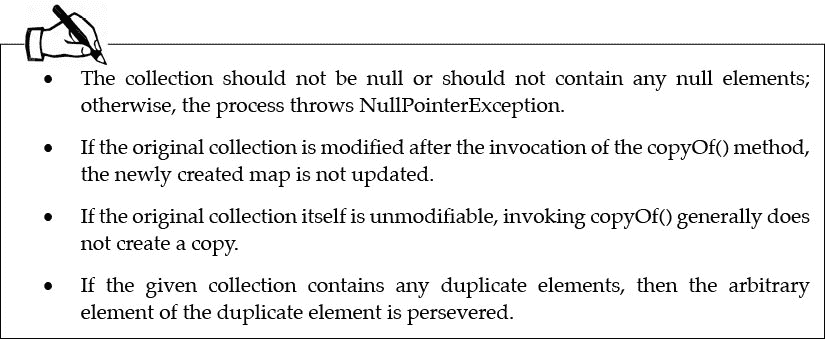 • The collection should not be null or should not contain any null elements;
otherwise, the process throws NullPointerException.
• If the original collection is modified after the invocation of the copyOf() method,
the newly created map is not updated.
• If the original collection itself is unmodifiable, invoking copyOf() generally does
not create a copy.
• If the given collection contains any duplicate elements, then the arbitrary
element of the duplicate element is persevered.